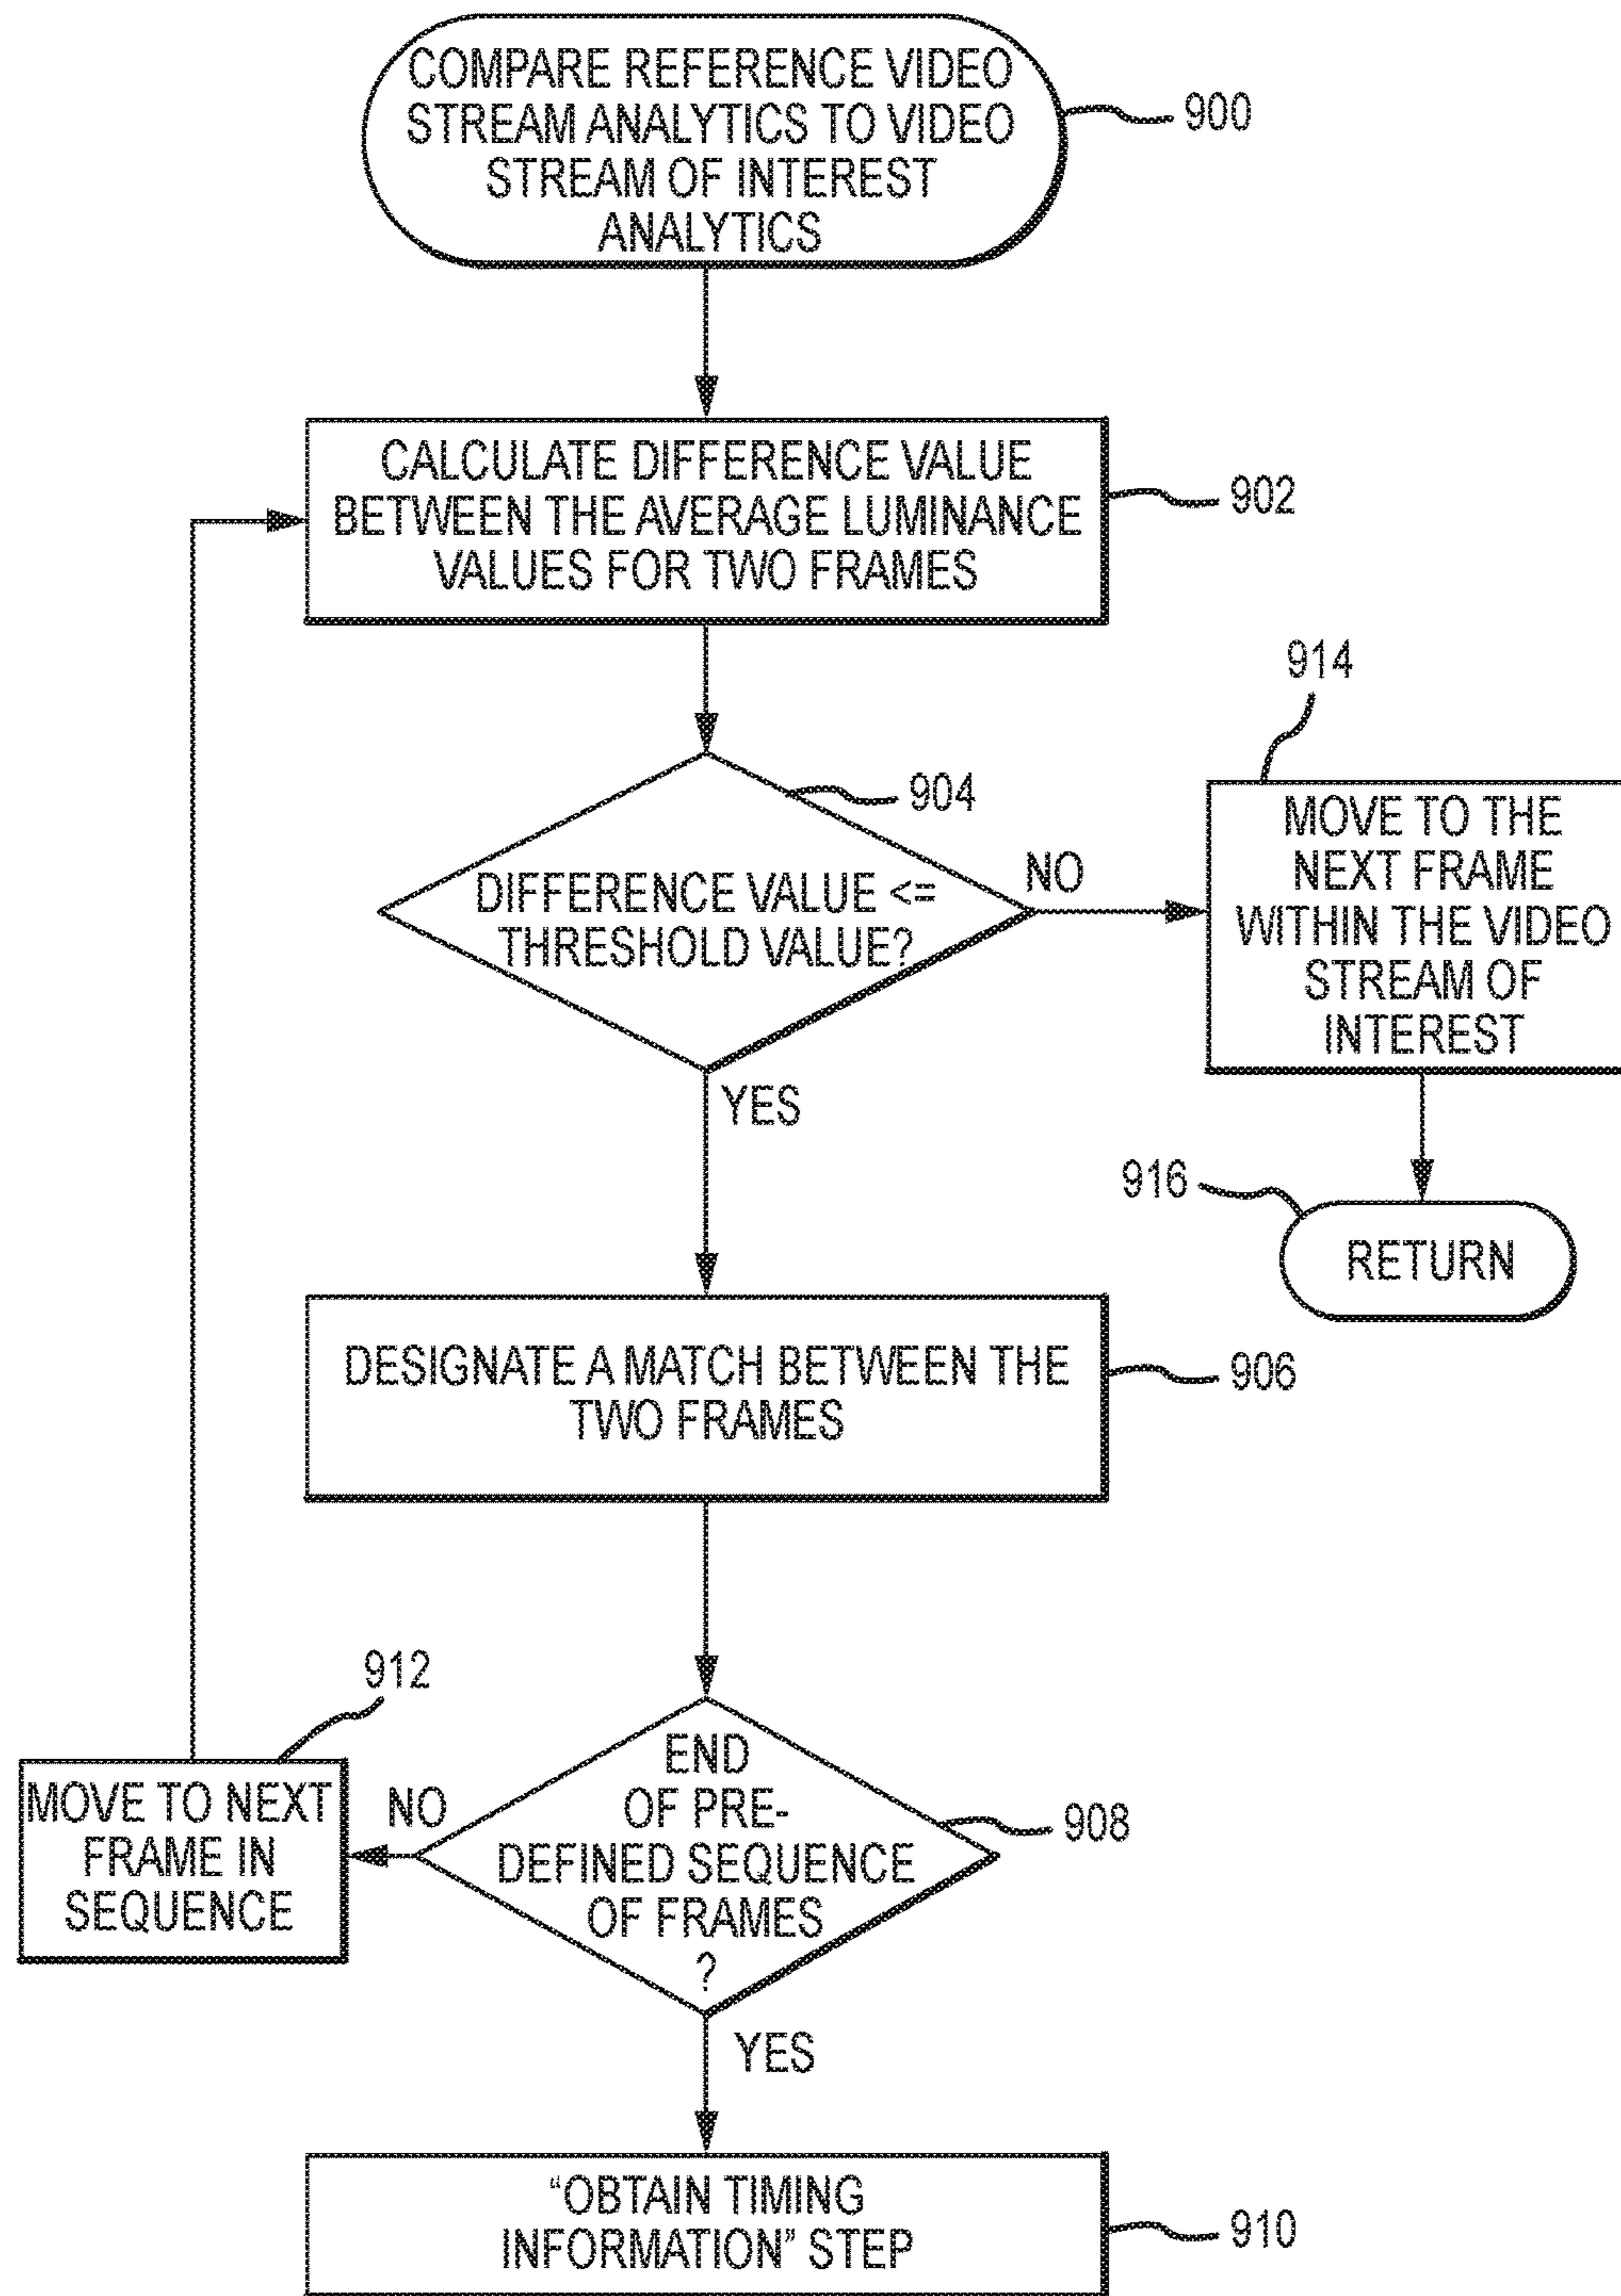 COMPARE REFERENCE VIDEO
STREAM ANALYTICS TO VIDEO
STREAM OF INTEREST
ANALYTICS
900
CALCULATE DIFFERENCE VALUE
BETWEEN THE AVERAGE LUMINANCE
VALUES FOR TWO FRAMES
902
904
DIFFERENCE VALUE <=
THRESHOLD VALUE?
NO
YES
914
MOVE TO THE
NEXT FRAME
WITHIN THE VIDEO
STREAM OF
INTEREST
916
RETURN
DESIGNATE A MATCH BETWEEN THE
TWO FRAMES
906
END
OF PRE-
DEFINED SEQUENCE
OF FRAMES
?
908
NO
YES
912
MOVE TO NEXT
FRAME IN
SEQUENCE
“OBTAIN TIMING
INFORMATION” STEP
910